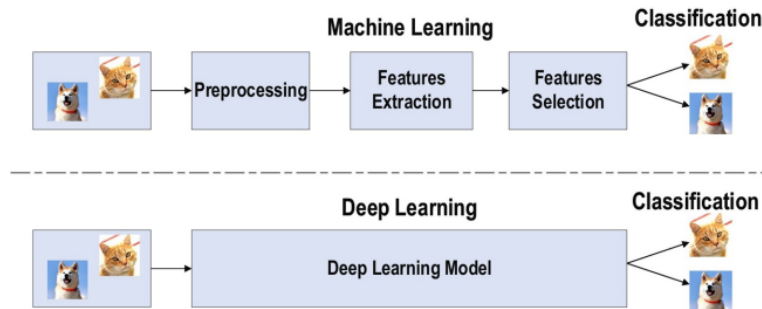 Machine Learning
Classification
Preprocessing
Features
Extraction
Features
Selection
Deep Learning
Classification
Deep Learning Model